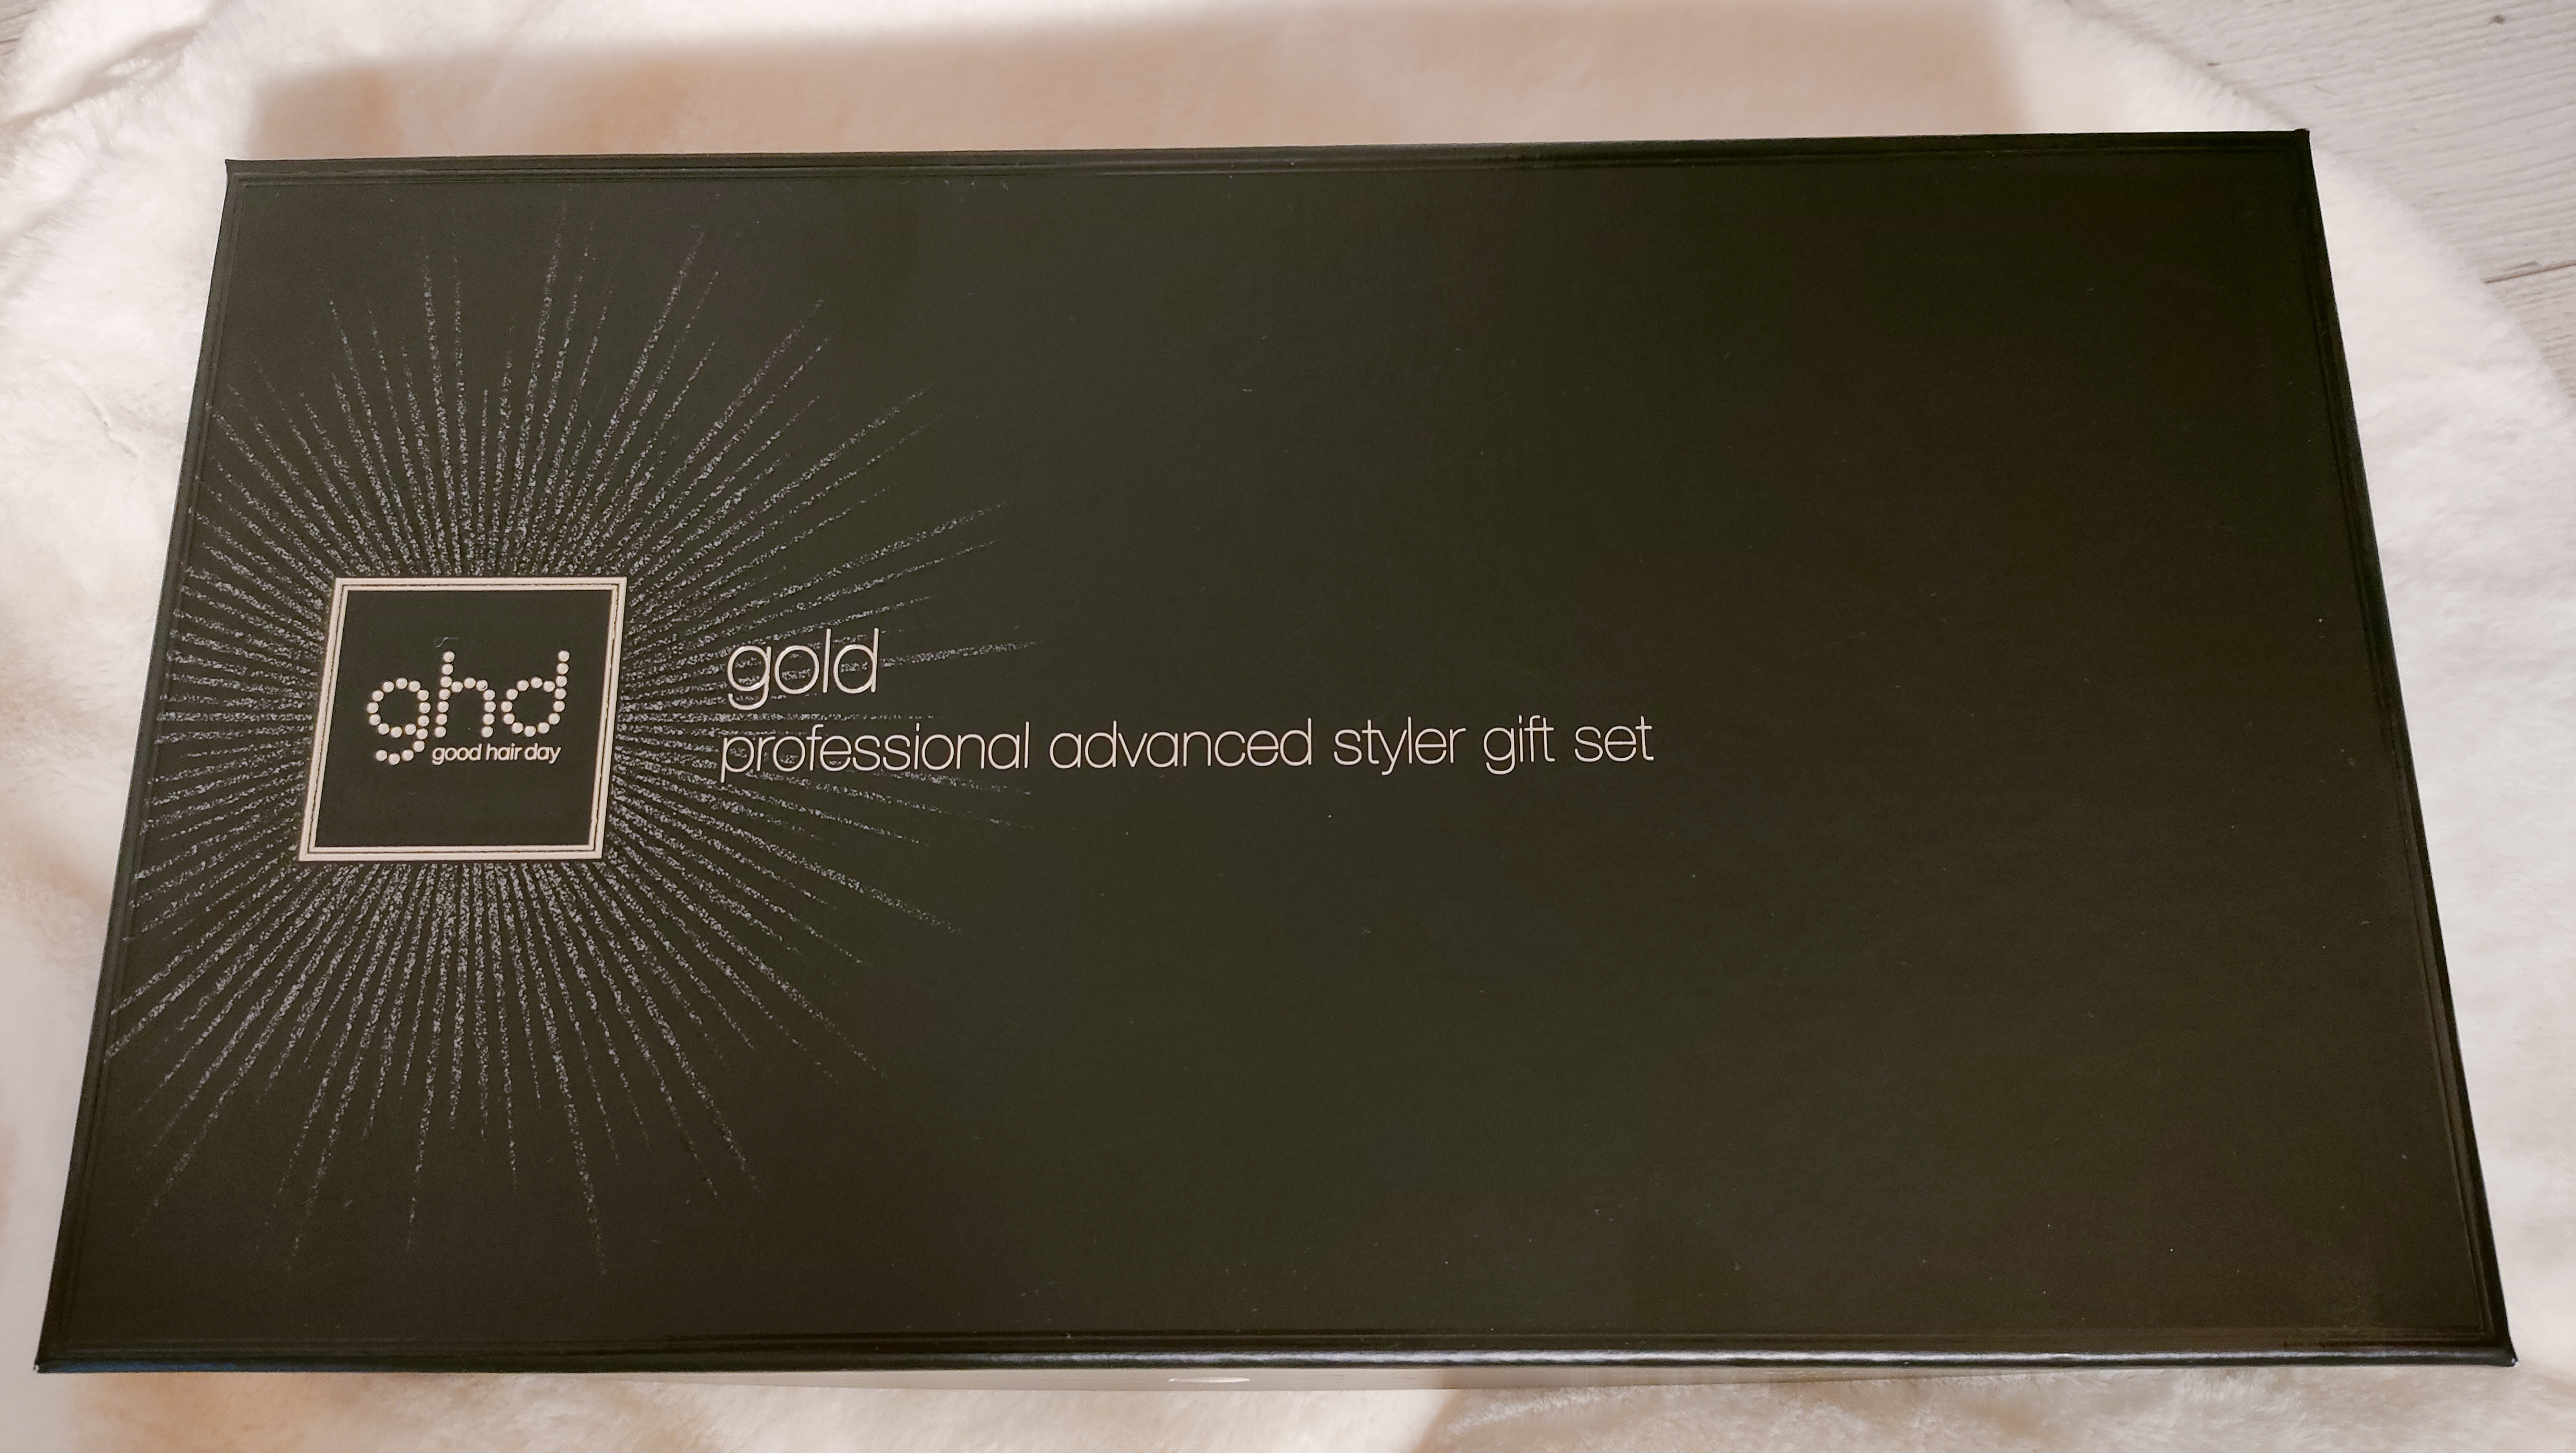 ghd
good hair day
gold
professional advanced styler gift set